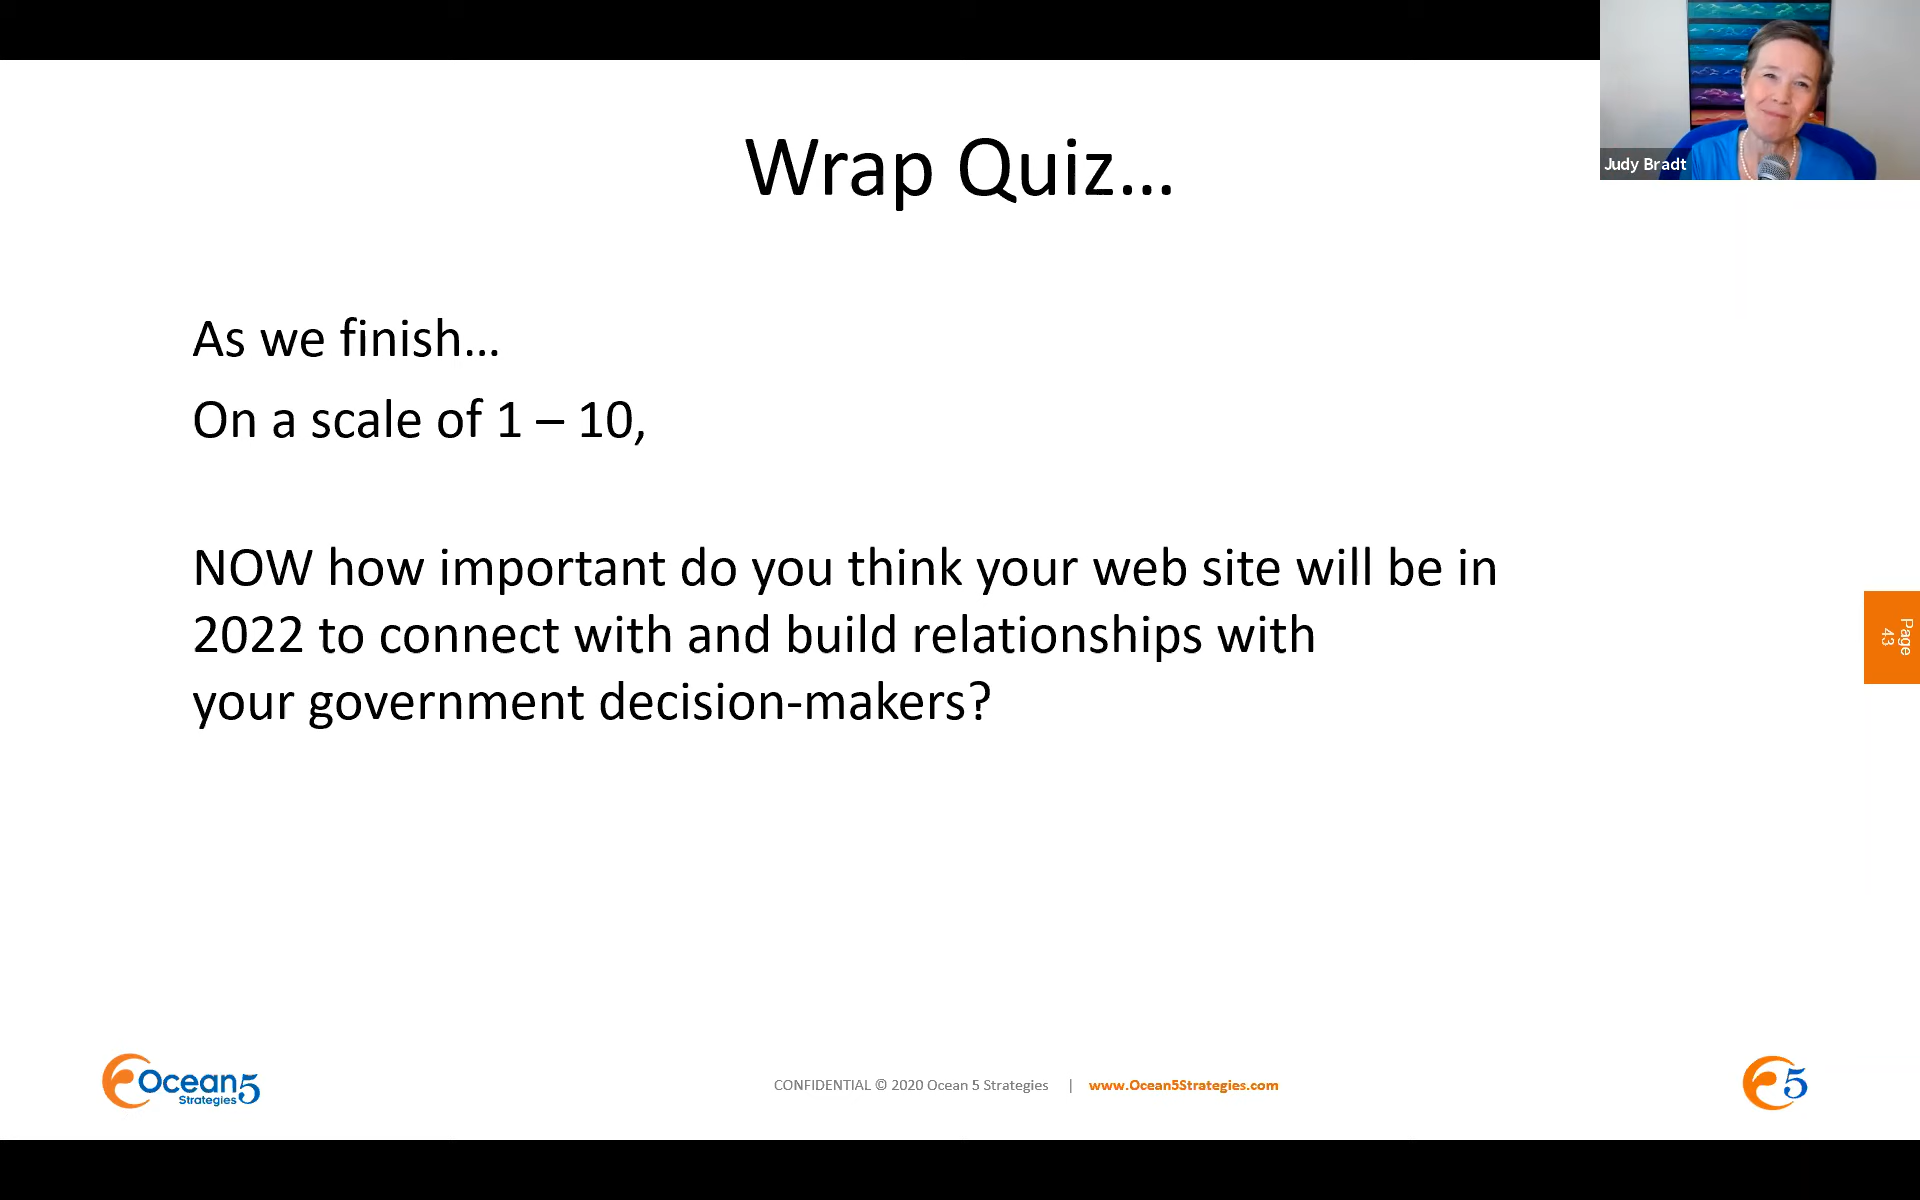 Judy Bradt
Wrap Quiz...
As we finish...
On a scale of 1 – 10,
NOW how important do you think your web site will be in
2022 to connect with and build relationships with
your government decision-makers?
Page
43
Ocean5
Strategies
CONFIDENTIAL © 2020 Ocean 5 Strategies | www.Ocean5Strategies.com
5